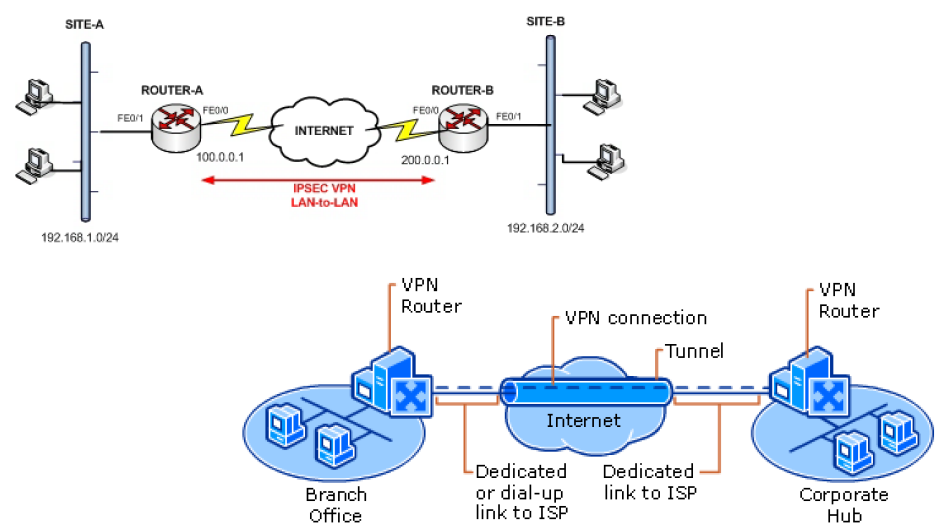 SITE-A
SITE-B
ROUTER-A
ROUTER-B
FE0/1
FE0/0
INTERNET
FE0/0
FE0/1
100.0.0.1
200.0.0.1
IPSEC VPN
LAN-to-LAN
192.168.1.0/24
192.168.2.0/24
VPN
Router
VPN connection
Tunnel
VPN
Router
Internet
Dedicated
or dial-up
link to ISP
Dedicated
link to ISP
Branch
Office
Corporate
Hub